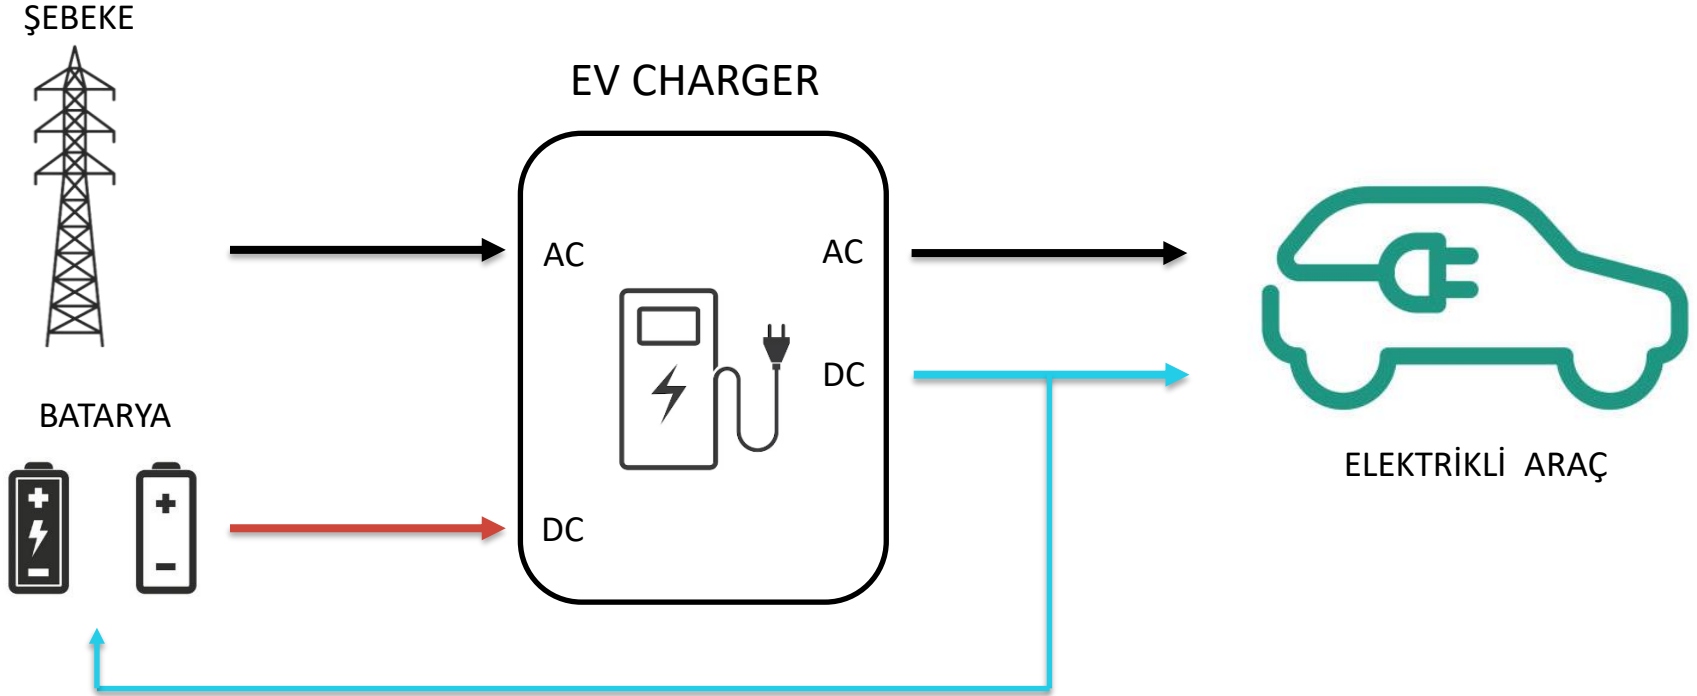 ŞEBEKE
EV CHARGER
AC
AC
DC
BATARYA
ELEKTRİKLİ ARAÇ
DC